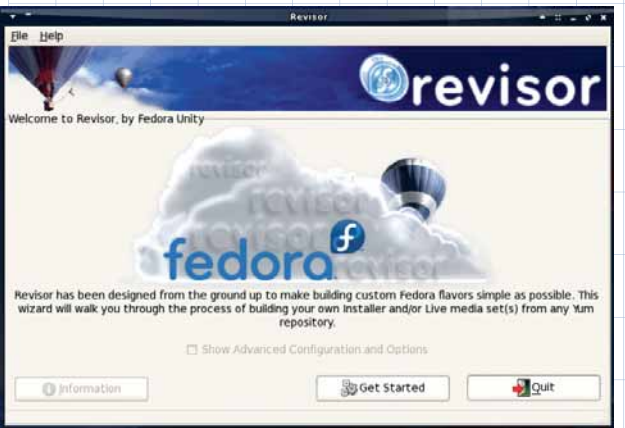 Revisor
File Help
revisor
Welcome to Revisor, by Fedora Unity
revisor
revisor
revisor
revisor
fedora
Revisor has been designed from the ground up to make building custom Fedora flavors simple as possible. This
wizard will walk you through the process of building your own Installer and/or Live media set(s) from any Yum
repository.
Show Advanced Configuration and Options
Information
Get Started
Quit